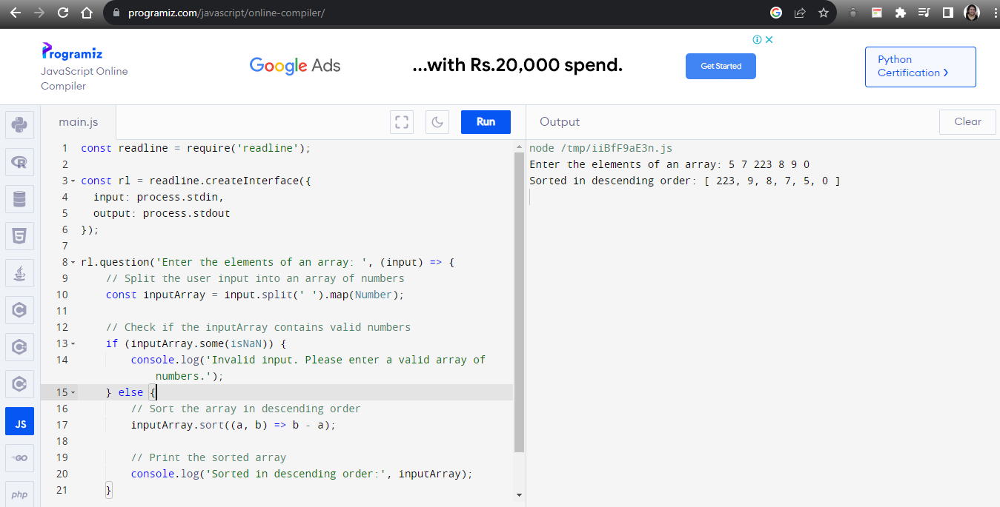 programiz.com/javascript/online-compiler/
Programiz
JavaScript Online
Compiler
Google Ads
...with Rs.20,000 spend.
Get Started
Python
Certification >
main.js
Run
Output
Clear
1 const readline = require('readline');
2
3 const rl = readline.createInterface({
4 input: process.stdin,
5 output: process.stdout
6 });
7
8 rl.question('Enter the elements of an array: ', (input) => {
9 // Split the user input into an array of numbers
10 const inputArray = input.split(' ').map(Number);
11
12 // Check if the inputArray contains valid numbers
13 if (inputArray.some(isNaN)) {
14 console.log('Invalid input. Please enter a valid array of
numbers.');
15 } else {
16 // Sort the array in descending order
17 inputArray.sort((a, b) => b - a);
18
19 // Print the sorted array
20 console.log('Sorted in descending order:', inputArray);
21 }
node /tmp/iiBfF9aE3n.js
Enter the elements of an array: 5 7 223 8 9 0
Sorted in descending order: [ 223, 9, 8, 7, 5, 0 ]
R
5
C
C
C
JS
GO
php